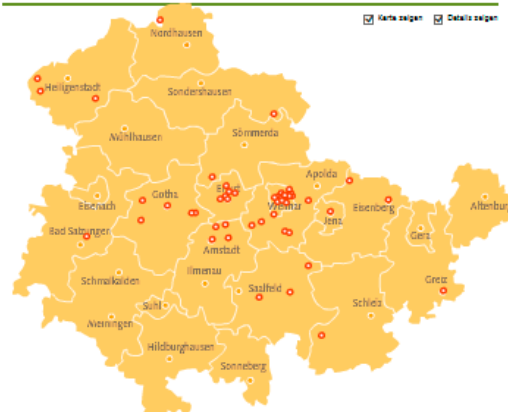 Karte zeigen
Details zeigen
Nordhausen
Heiligenstadt
Sondershausen
Mühlhausen
Sömmerda
Apolda
Gotha
Erfurt
Weimar
Eisenach
Jena
Eisenberg
Altenburg
Bad Salzungen
Gera
Arnstadt
Schmalkalden
Ilmenau
Saalfeld
Greiz
Suhl
Schleiz
Meiningen
Hildburghausen
Sonneberg